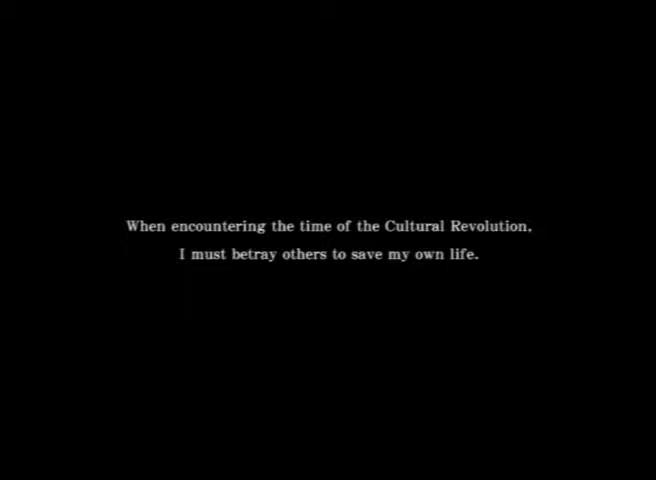 When encountering the time of the Cultural Revolution,
I must betray others to save my own life.